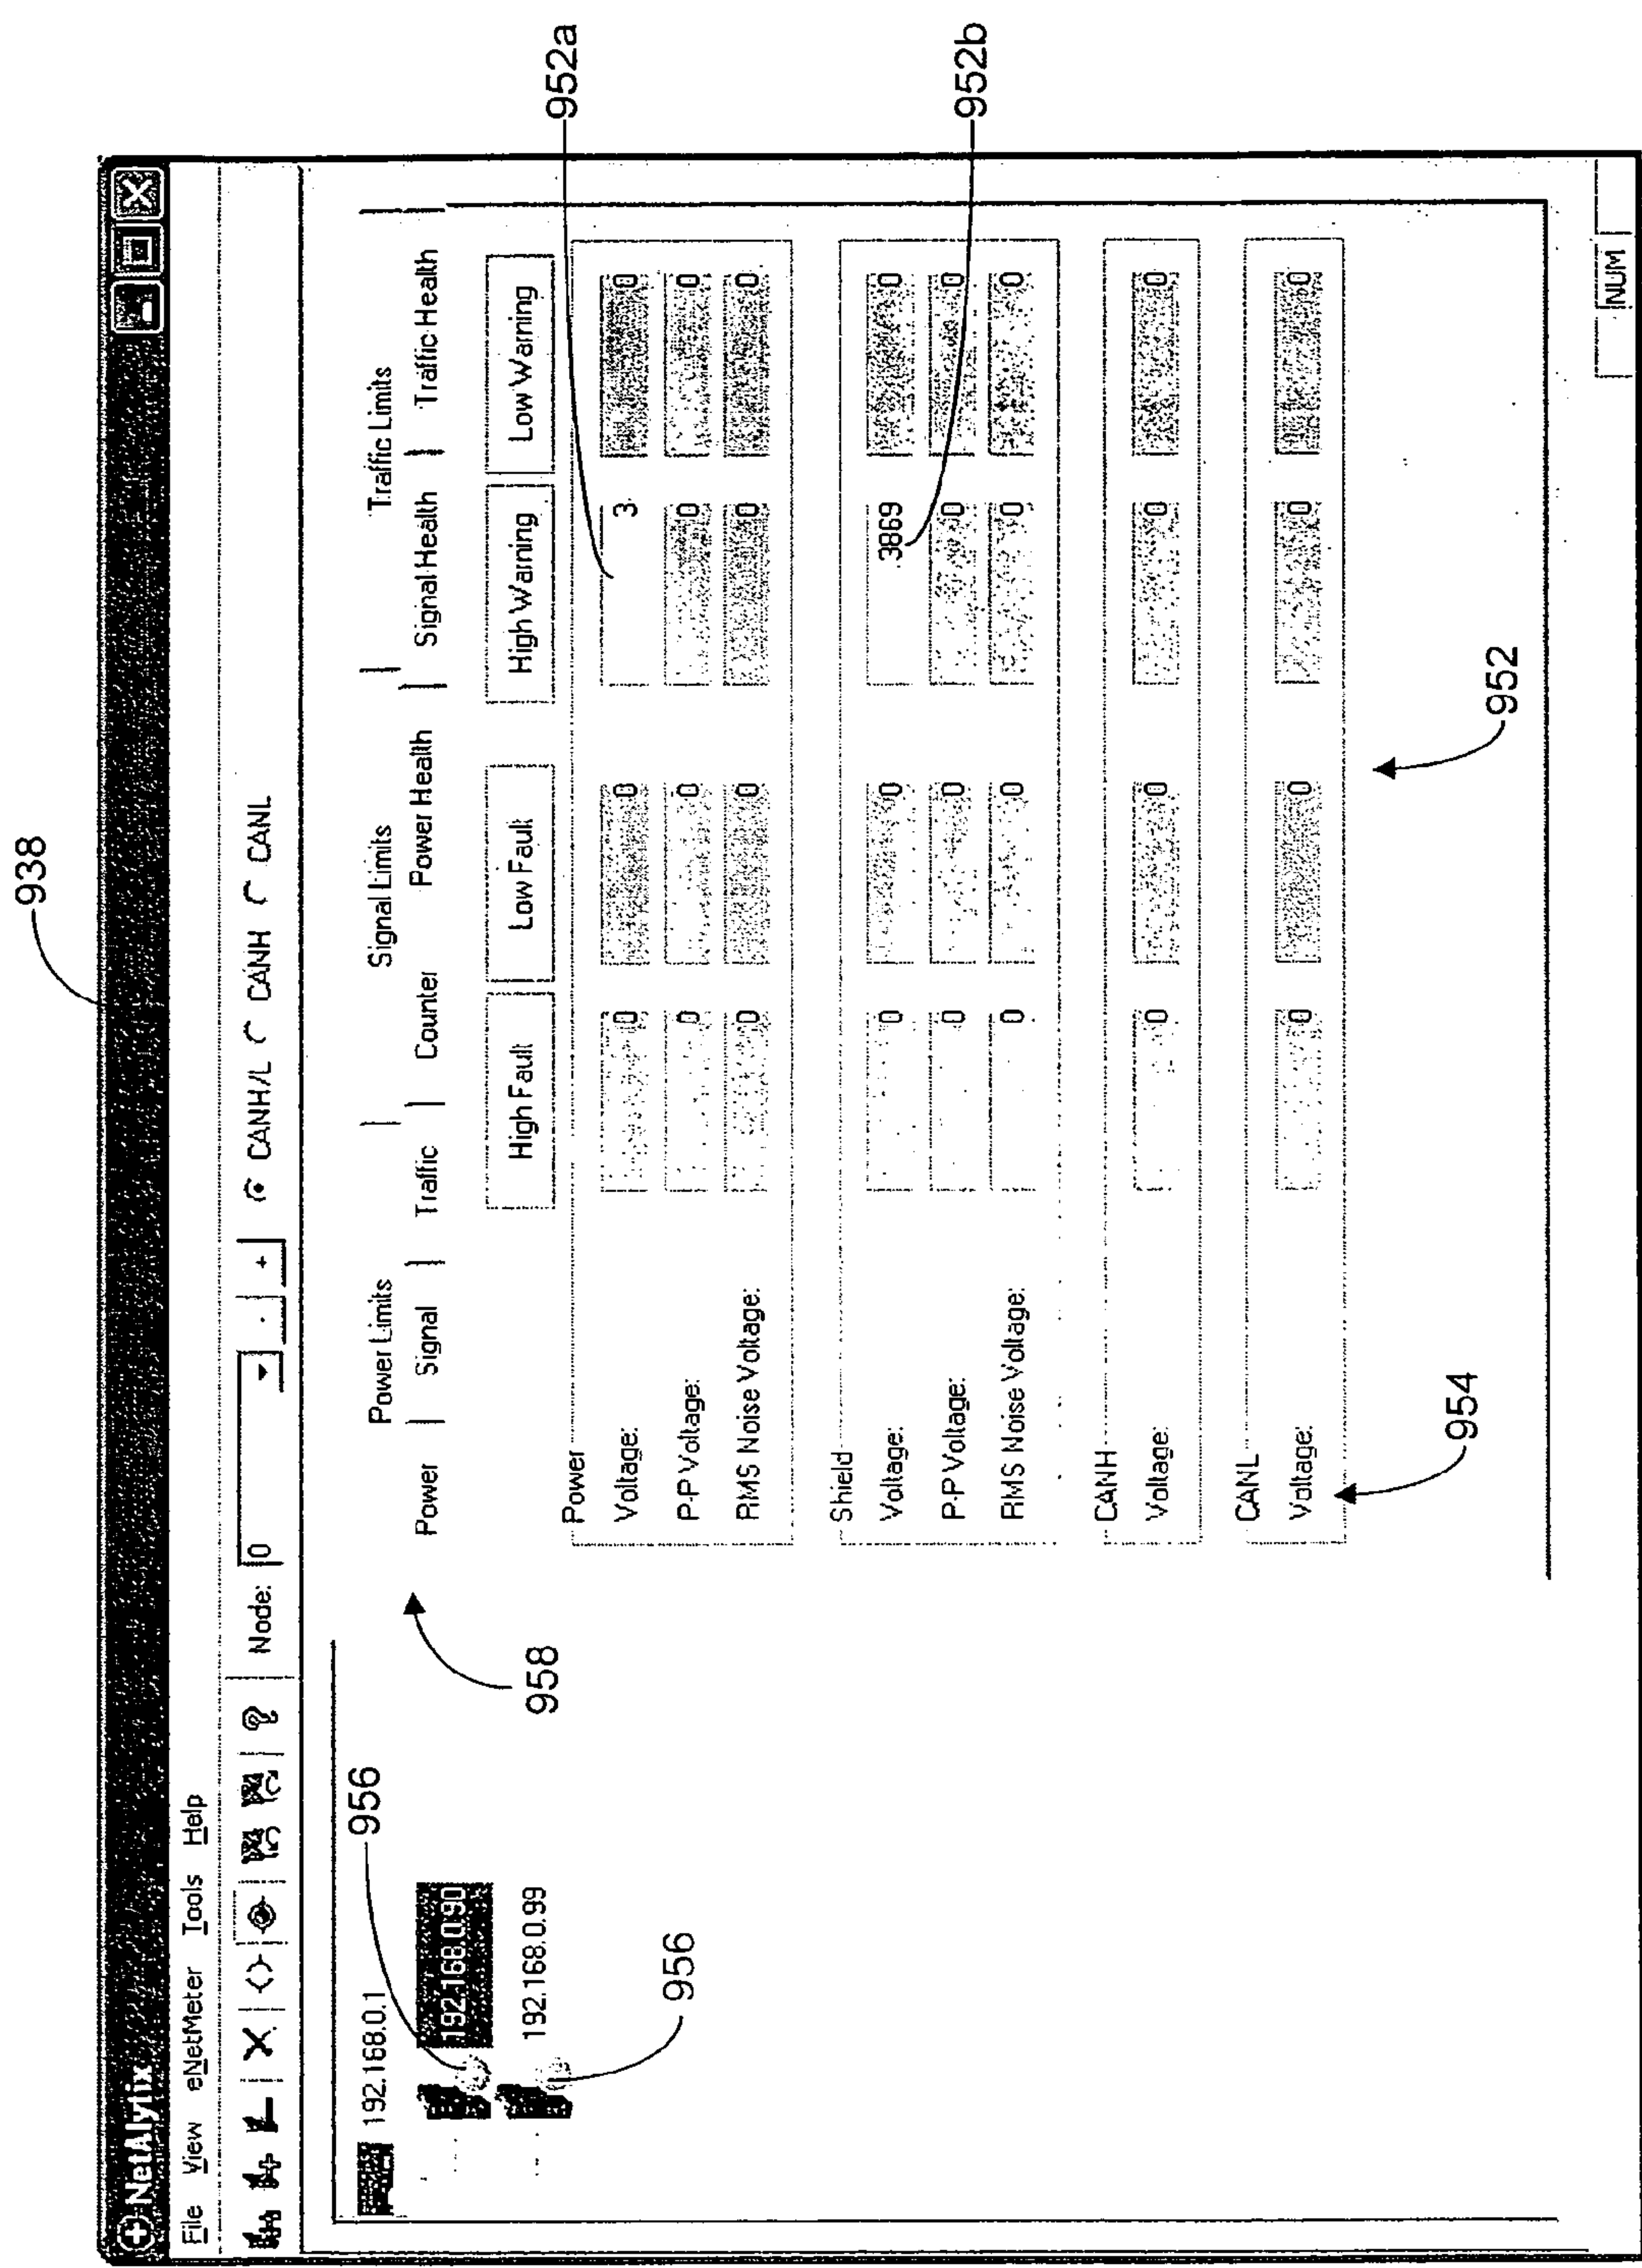 938
NetAlytix
File View eNetMeter Tools Help
Node: 0 - + CANH/L CANH CANL
192.168.0.1
192.168.0.90
192.168.0.99
956
956
958
Power Limits Signal Limits Traffic Limits
Power Signal Traffic Counter Power Health Signal Health Traffic Health
High Fault Low Fault High Warning Low Warning
Power
Voltage: 0 0 3 0
P-P Voltage: 0 0 0 0
RMS Noise Voltage: 0 0 0 0
952a
Shield
Voltage: 0 0 3869 0
P-P Voltage: 0 0 0 0
RMS Noise Voltage: 0 0 0 0
952b
CANH
Voltage: 0 0 0 0
CANL
Voltage: 0 0 0 0
954
952
NUM